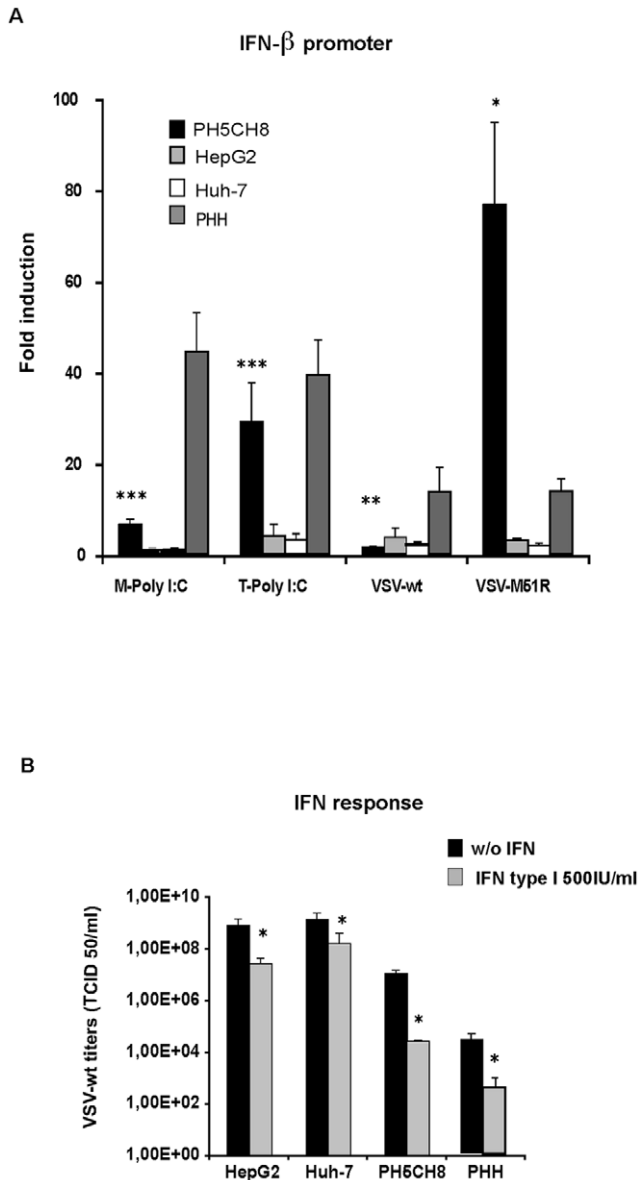 A
IFN-β promoter
100
80
60
40
20
0
Fold induction
PH5CH8
HepG2
Huh-7
PHH
***
***
**
*
M-Poly I:C T-Poly I:C VSV-wt VSV-M51R
B
IFN response
w/o IFN
IFN type I 500IU/ml
VSV-wt titers (TCID 50/ml)
1,00E+10
1,00E+08
1,00E+06
1,00E+04
1,00E+02
1,00E+00
*
*
*
*
HepG2 Huh-7 PH5CH8 PHH